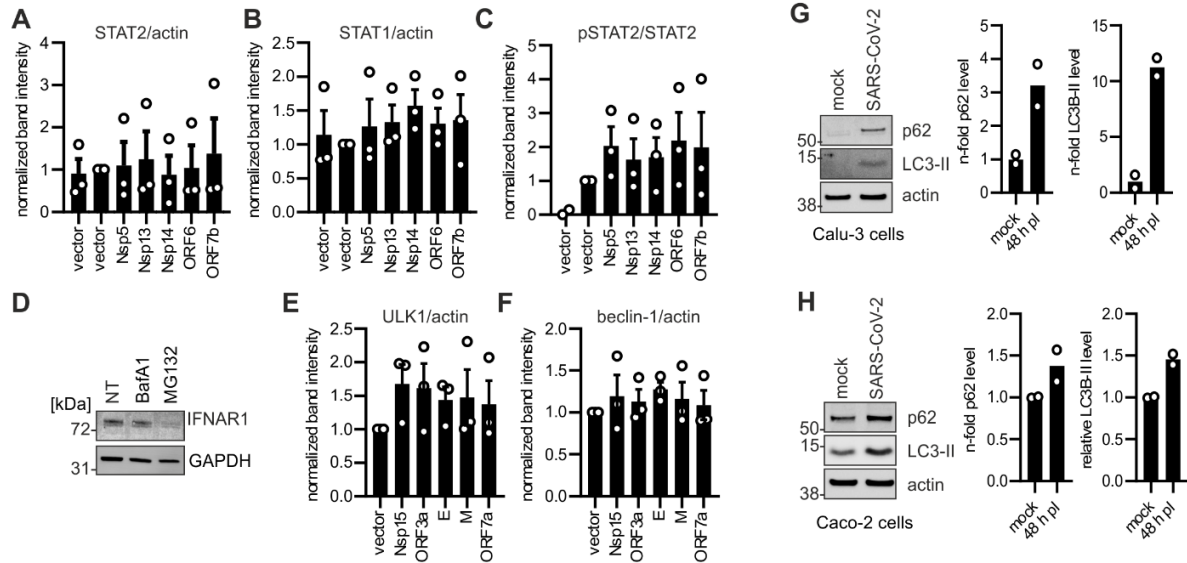 A
STAT2/actin
normalized band intensity
4
3
2
1
0
vector
vector
Nsp5
Nsp13
Nsp14
ORF6
ORF7b
B
STAT1/actin
normalized band intensity
2.5
2.0
1.5
1.0
0.5
0.0
vector
vector
Nsp5
Nsp13
Nsp14
ORF6
ORF7b
C
pSTAT2/STAT2
normalized band intensity
5
4
3
2
1
0
vector
vector
Nsp5
Nsp13
Nsp14
ORF6
ORF7b
G
mock
SARS-CoV-2
50-
p62
15-
LC3-II
38-
actin
Calu-3 cells
n-fold p62 level
5
4
3
2
1
0
mock
48 h pI
n-fold LC3B-II level
15
10
5
0
mock
48 h pI
D
NT
BafA1
MG132
[kDa]
72-
IFNAR1
31-
GAPDH
E
ULK1/actin
normalized band intensity
2.5
2.0
1.5
1.0
0.5
0.0
vector
Nsp15
ORF3a
E
M
ORF7a
F
beclin-1/actin
normalized band intensity
2.0
1.5
1.0
0.5
0.0
vector
Nsp15
ORF3a
E
M
ORF7a
H
mock
SARS-CoV-2
50-
p62
15-
LC3-II
38-
actin
Caco-2 cells
n-fold p62 level
2.0
1.5
1.0
0.5
0.0
mock
48 h pI
relative LC3B-II level
2.0
1.5
1.0
0.5
0.0
mock
48 h pI